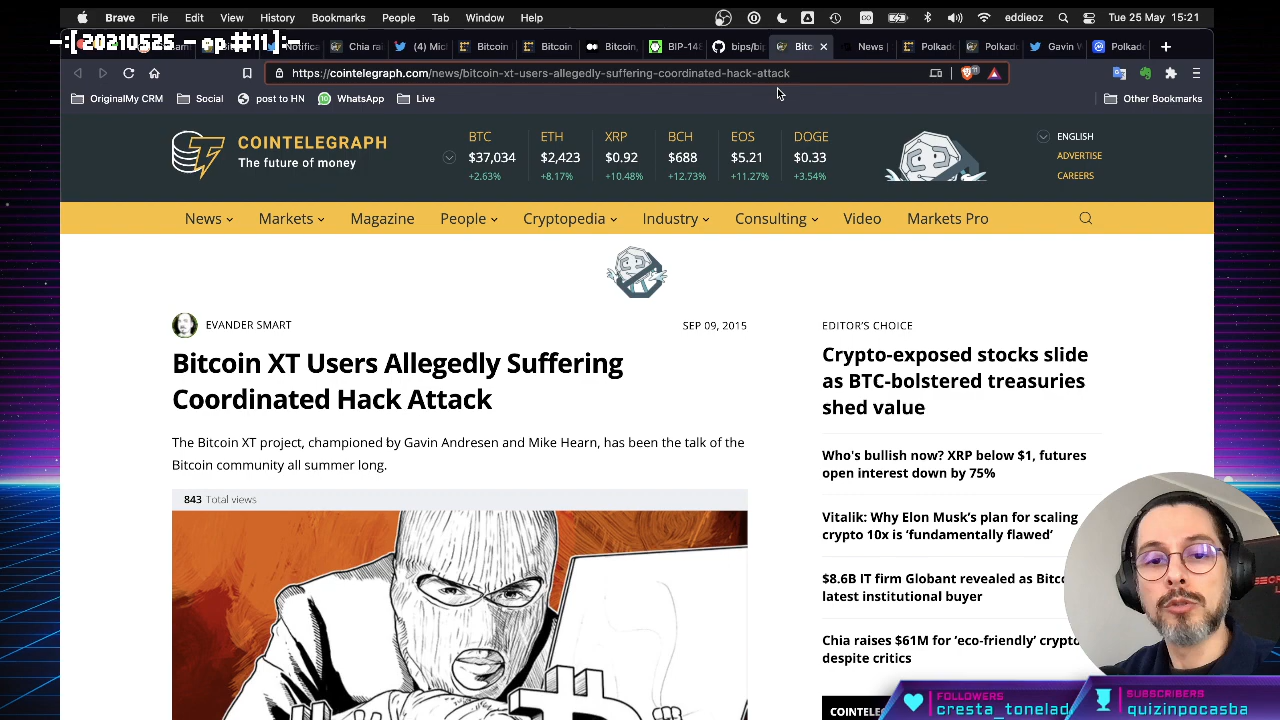 Brave File Edit View History Bookmarks People Tab Window Help eddieoz Tue 25 May 15:21
-:[20210525 - ep #11]:-
Notifica Chia ra (4) Mic Bitcoin Bitcoin Bitcoin, BIP-148 bips/bip Bitc News | Polkado Polkado Gavin W Polkado
https://cointelegraph.com/news/bitcoin-xt-users-allegedly-suffering-coordinated-hack-attack
OriginalMy CRM Social post to HN WhatsApp Live Other Bookmarks
COINTELEGRAPH
The future of money
BTC ETH XRP BCH EOS DOGE
$37,034 $2,423 $0.92 $688 $5.21 $0.33
+2.63% +8.17% +10.48% +12.73% +11.27% +3.54%
ENGLISH
ADVERTISE
CAREERS
News Markets Magazine People Cryptopedia Industry Consulting Video Markets Pro
EVANDER SMART
SEP 09, 2015
Bitcoin XT Users Allegedly Suffering
Coordinated Hack Attack
The Bitcoin XT project, championed by Gavin Andresen and Mike Hearn, has been the talk of the
Bitcoin community all summer long.
843 Total views
EDITOR'S CHOICE
Crypto-exposed stocks slide
as BTC-bolstered treasuries
shed value
Who's bullish now? XRP below $1, futures
open interest down by 75%
Vitalik: Why Elon Musk's plan for scaling
crypto 10x is 'fundamentally flawed'
$8.6B IT firm Globant revealed as Bitco
latest institutional buyer
Chia raises $61M for 'eco-friendly' crypto
despite critics
COINTELE
FOLLOWERS
cresta_tonelad
SUBSCRIBERS
quizinpocasba